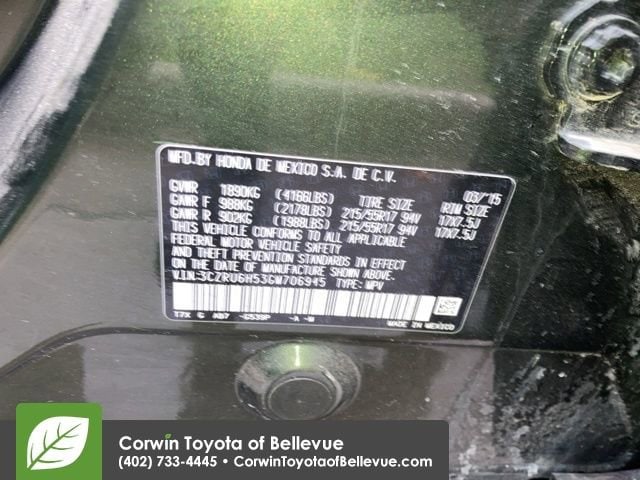 MFD.BY HONDA DE MEXICO S.A. DE C.V.
03/'15
GVWR 1890KG (4166LBS) TIRE SIZE RIM SIZE
GAWR F 988KG (2178LBS) 215/55R17 94V 17X7.5J
GAWR R 902KG (1988LBS) 215/55R17 94V 17X7.5J
THIS VEHICLE CONFORMS TO ALL APPLICABLE
FEDERAL MOTOR VEHICLE SAFETY
AND THEFT PREVENTION STANDARDS IN EFFECT
ON THE DATE OF MANUFACTURE SHOWN ABOVE.
V.I.N:3CZRU6H53GM706945 TYPE: MPV
MADE IN MEXICO
Corwin Toyota of Bellevue
(402) 733-4445 • CorwinToyotaofBellevue.com